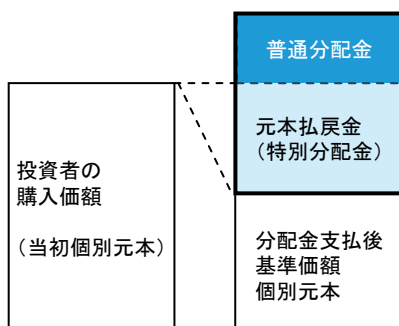 普通分配金
元本払戻金
（特別分配金）
投資者の
購入価額
（当初個別元本）
分配金支払後
基準価額
個別元本